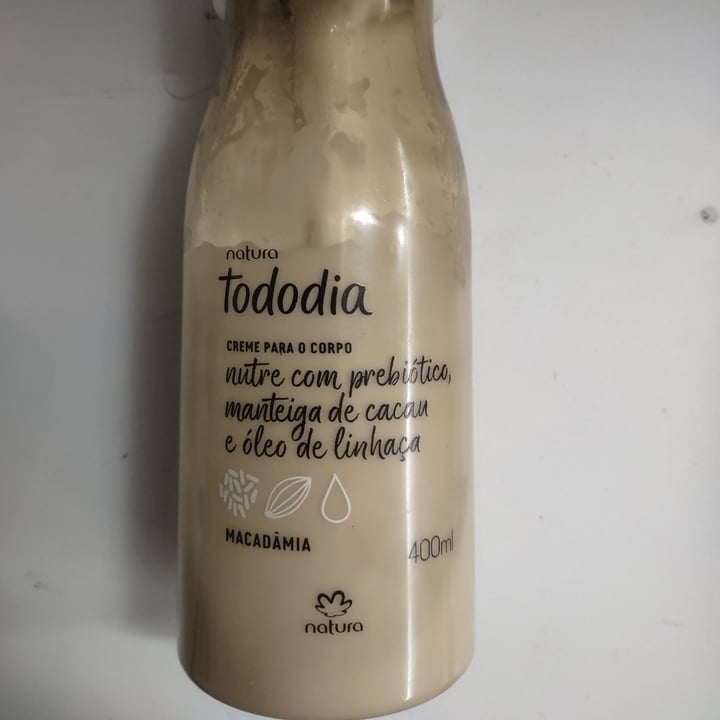 natura
tododia
CREME PARA O CORPO
nutre com prebiótico,
manteiga de cacau
e óleo de linhaça
MACADÂMIA
400ml
natura